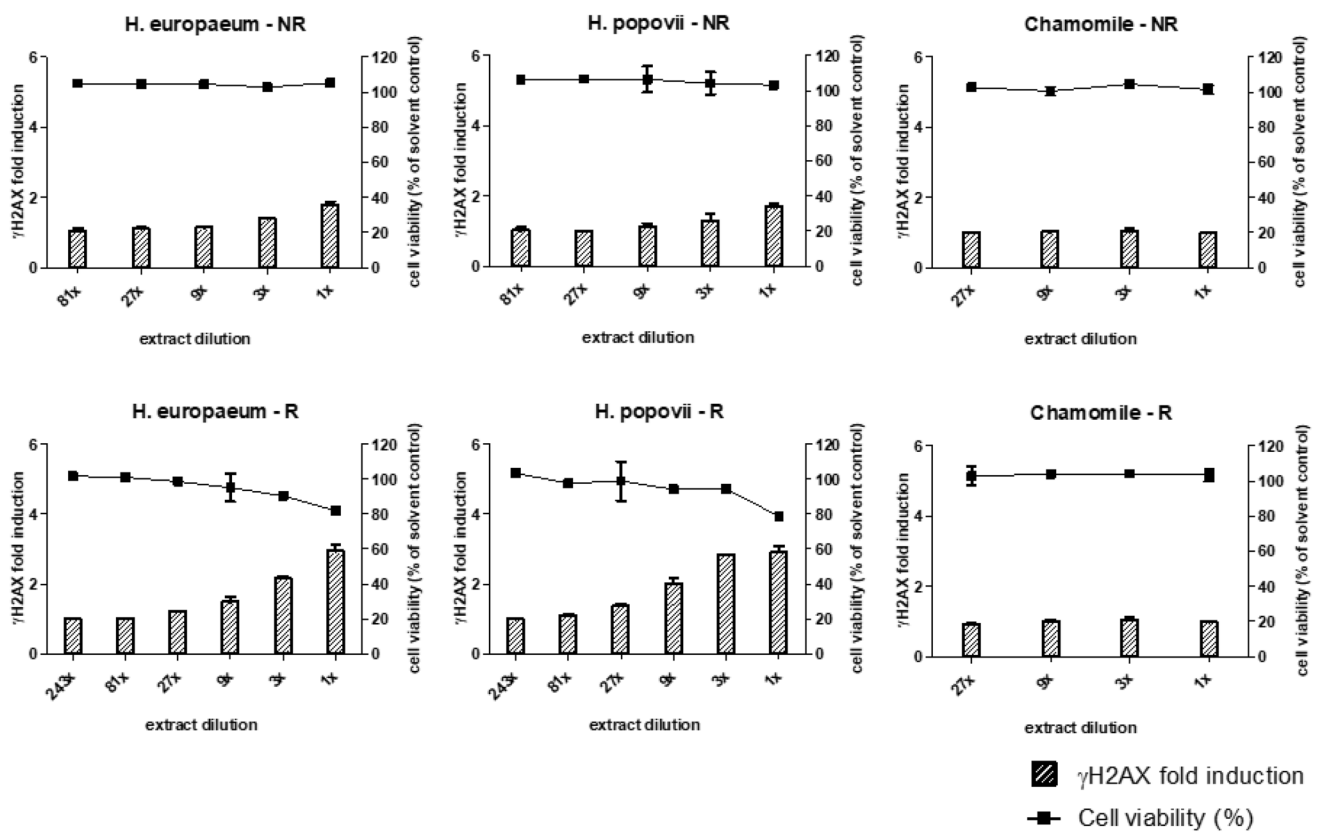 H. europaeum - NR
γH2AX fold induction
6
4
2
0
120
100
80
60
40
20
0
cell viability (% of solvent control)
81x
27x
9x
3x
1x
extract dilution
H. popovii - NR
γH2AX fold induction
6
4
2
0
120
100
80
60
40
20
0
cell viability (% of solvent control)
81x
27x
9x
3x
1x
extract dilution
Chamomile - NR
γH2AX fold induction
6
4
2
0
120
100
80
60
40
20
0
cell viability (% of solvent control)
27x
9x
3x
1x
extract dilution
H. europaeum - R
γH2AX fold induction
6
4
2
0
120
100
80
60
40
20
0
cell viability (% of solvent control)
243x
81x
27x
9x
3x
1x
extract dilution
H. popovii - R
γH2AX fold induction
6
4
2
0
120
100
80
60
40
20
0
cell viability (% of solvent control)
243x
81x
27x
9x
3x
1x
extract dilution
Chamomile - R
γH2AX fold induction
6
4
2
0
120
100
80
60
40
20
0
cell viability (% of solvent control)
27x
9x
3x
1x
extract dilution
γH2AX fold induction
Cell viability (%)